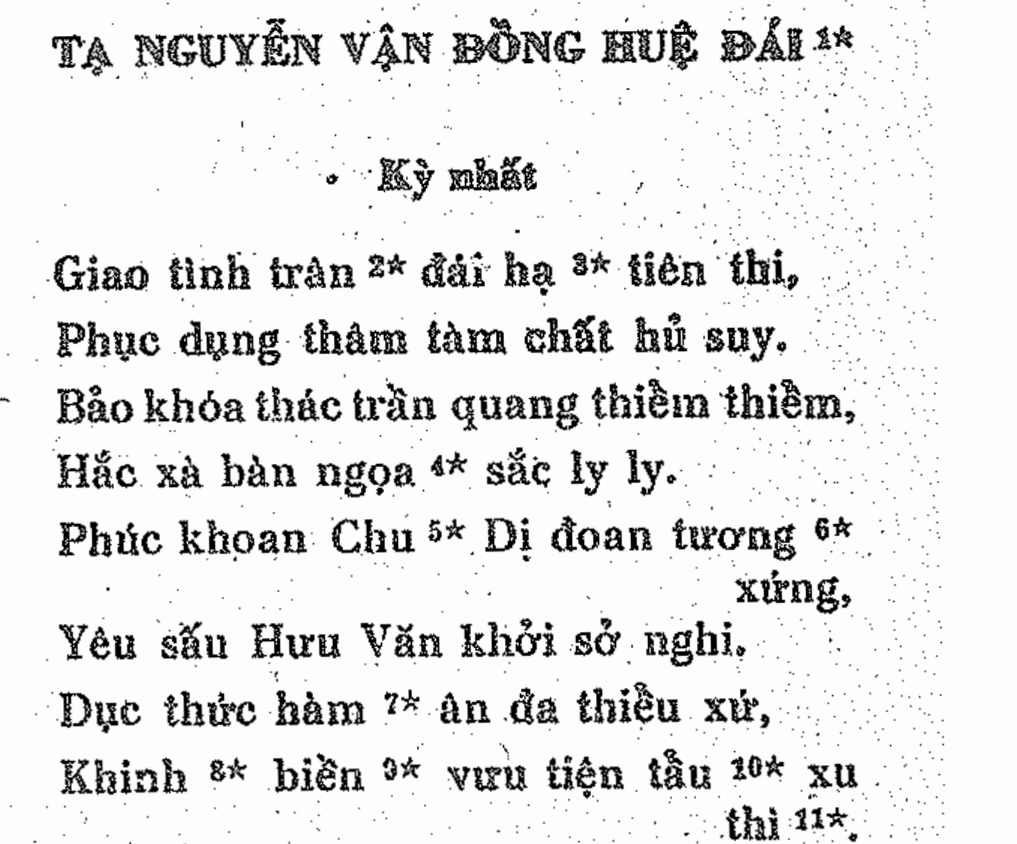 TẠ NGUYỄN VẬN ĐỒNG HUỆ ĐÁI 1*
Kỳ nhất
Giao tình trân 2* đái hạ 3* tiên thi,
Phục dụng thâm tàm chất hủ suy.
Bảo khóa thác trần quang thiềm thiềm,
Hắc xà bàn ngọa 4* sắc ly ly.
Phúc khoan Chu 5* Dị đoan tương 6*
xứng,
Yêu sấu Hưu Văn khởi sở nghi.
Dục thức hàm 7* ân đa thiểu xứ,
Khinh 8* biền 9* vưu tiện tẩu 10* xu
thì 11*.